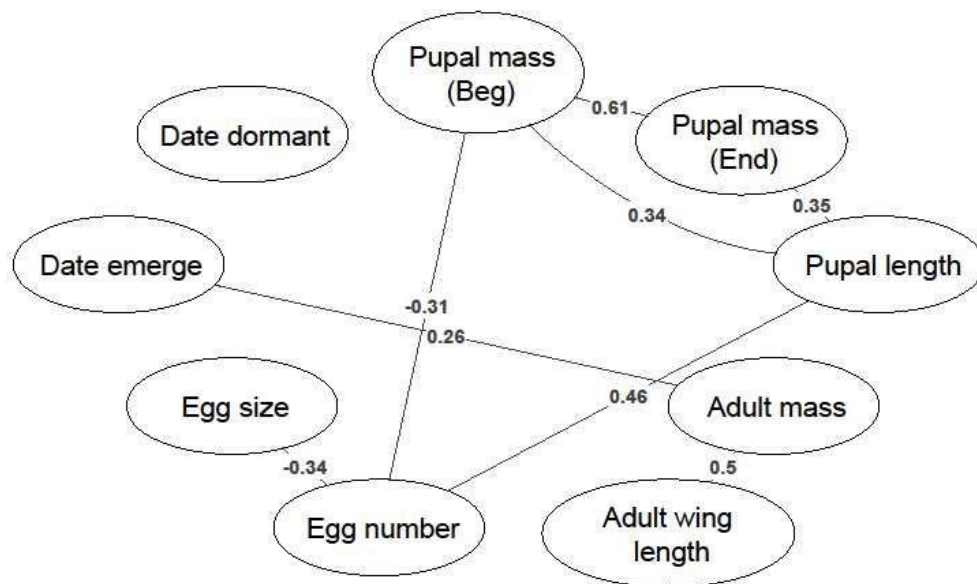 Pupal mass
(Beg)
0.61
Date dormant
Pupal mass
(End)
0.35
0.34
Date emerge
Pupal length
-0.31
0.26
0.46
Egg size
Adult mass
-0.34
0.5
Egg number
Adult wing
length